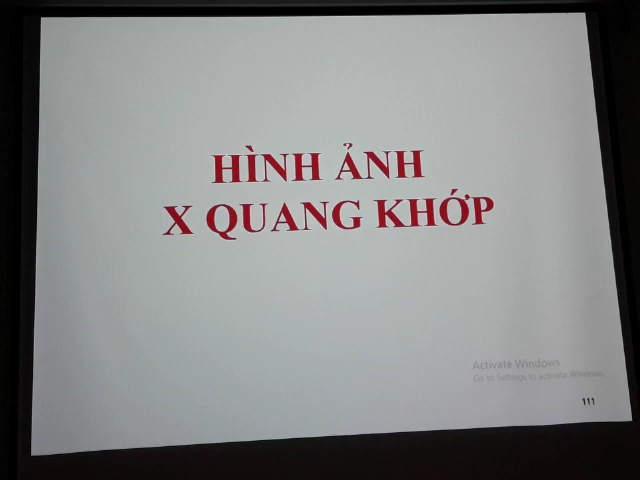 HÌNH ẢNH
X QUANG KHỚP
Activate Windows
Go to Settings to activate Windows.
111